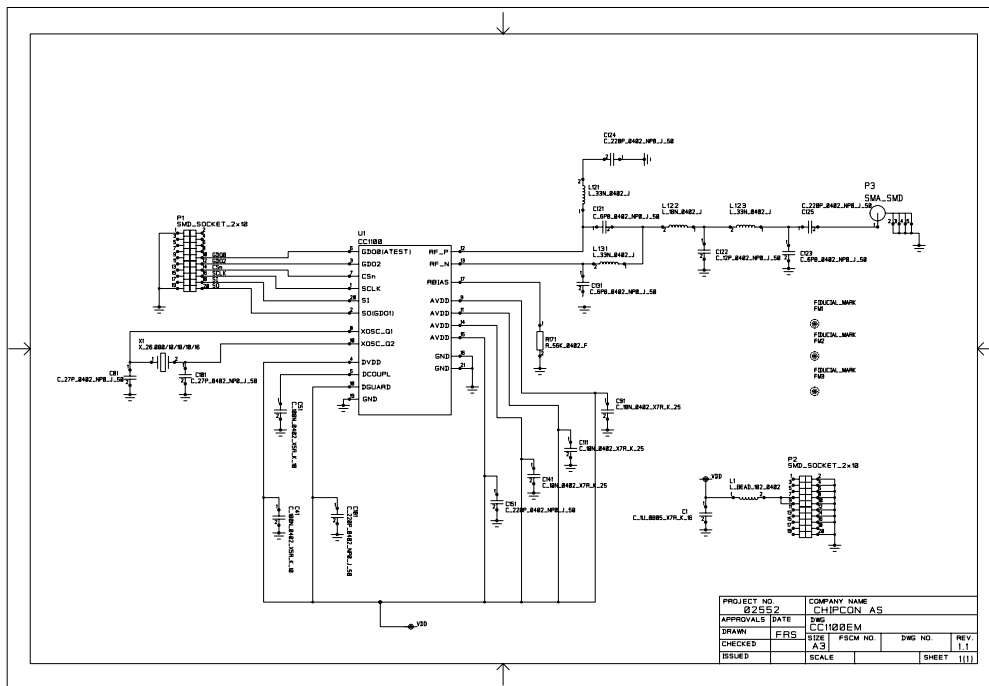 C124
C_220P_0402_NP0_J_50
L121
L_33N_0402_J
C121
C_6P8_0402_NP0_J_50
L122
L_18N_0402_J
L123
L_33N_0402_J
C_220P_0402_NP0_J_50
C125
P3
SMA_SMD
P1
SMD_SOCKET_2x10
GDO0
GDO2
CSn
SCLK
SI
SO
U1
CC1100
GDO0(ATEST)
GDO2
CSn
SCLK
SI
SO(GDO1)
XOSC_Q1
XOSC_Q2
DVDD
DCOUPL
DGUARD
GND
RF_P
RF_N
RBIAS
AVDD
AVDD
AVDD
AVDD
GND
GND
L131
L_33N_0402_J
C131
C_6P8_0402_NP0_J_50
C122
C_12P_0402_NP0_J_50
C123
C_6P8_0402_NP0_J_50
R171
R_56K_0402_F
FIDUCIAL_MARK
FM1
FIDUCIAL_MARK
FM2
FIDUCIAL_MARK
FM3
X1
X_26.000/10/10/10/16
C81
C_27P_0402_NP0_J_50
C101
C_27P_0402_NP0_J_50
C51
C_100N_0402_X5R_K_10
C41
C_100N_0402_X5R_K_10
C_220P_0402_NP0_J_50
C91
C_10N_0402_X7R_K_25
C111
C_10N_0402_X7R_K_25
C141
C_10N_0402_X7R_K_25
C151
C_220P_0402_NP0_J_50
VDD
VDD
L1
L_BEAD_102_0402
C1
C_1U_0805_X7R_K_16
P2
SMD_SOCKET_2x10
PROJECT NO.
02552
COMPANY NAME
CHIPCON AS
APPROVALS
DATE
DWG
CC1100EM
DRAWN
FRS
CHECKED
SIZE
A3
FSCM NO.
DWG NO.
REV.
1.1
ISSUED
SCALE
SHEET
1(1)